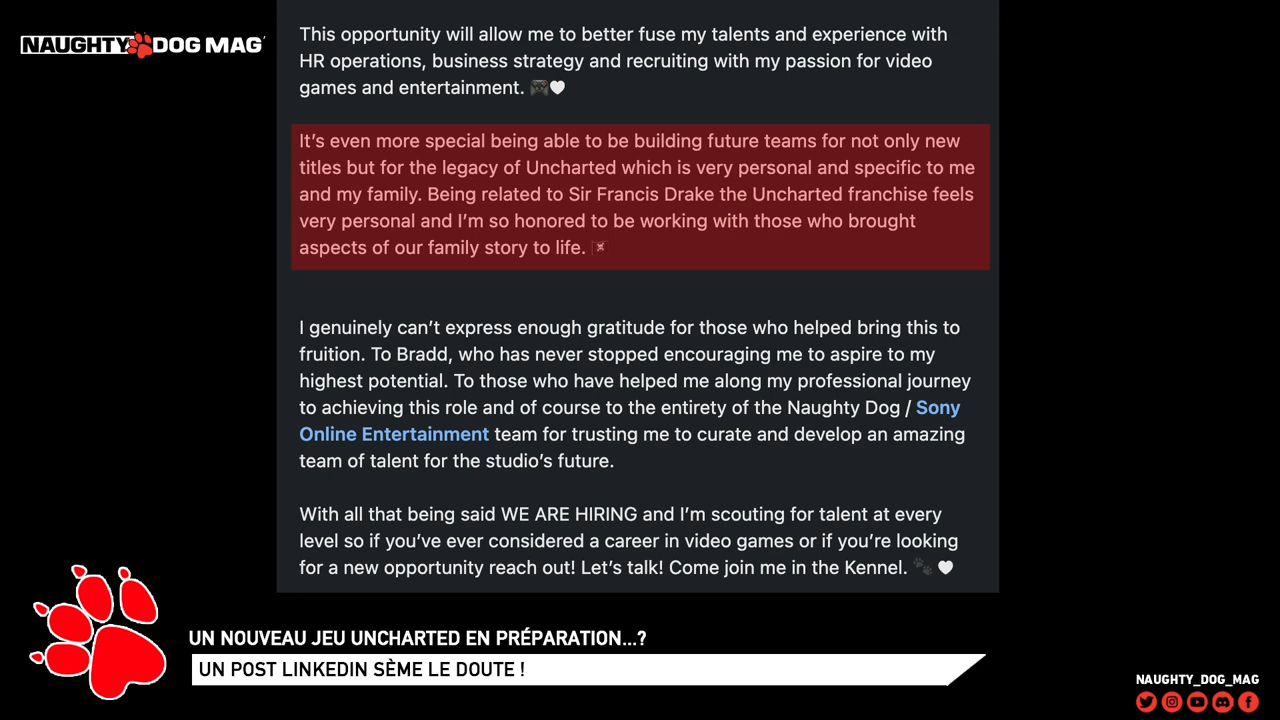 NAUGHTY DOG MAG
This opportunity will allow me to better fuse my talents and experience with
HR operations, business strategy and recruiting with my passion for video
games and entertainment. 🎮🤍
It's even more special being able to be building future teams for not only new
titles but for the legacy of Uncharted which is very personal and specific to me
and my family. Being related to Sir Francis Drake the Uncharted franchise feels
very personal and I'm so honored to be working with those who brought
aspects of our family story to life.
I genuinely can't express enough gratitude for those who helped bring this to
fruition. To Bradd, who has never stopped encouraging me to aspire to my
highest potential. To those who have helped me along my professional journey
to achieving this role and of course to the entirety of the Naughty Dog / Sony
Online Entertainment team for trusting me to curate and develop an amazing
team of talent for the studio's future.
With all that being said WE ARE HIRING and I'm scouting for talent at every
level so if you've ever considered a career in video games or if you're looking
for a new opportunity reach out! Let's talk! Come join me in the Kennel. 🐾🤍
UN NOUVEAU JEU UNCHARTED EN PRÉPARATION...?
UN POST LINKEDIN SÈME LE DOUTE !
NAUGHTY_DOG_MAG